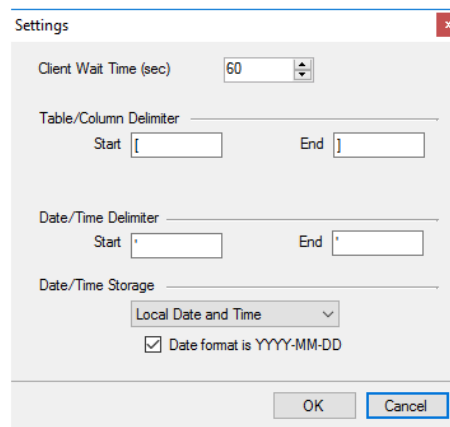 Settings
x
Client Wait Time (sec) 60
Table/Column Delimiter
Start [ End ]
Date/Time Delimiter
Start ' End '
Date/Time Storage
Local Date and Time
Date format is YYYY-MM-DD
OK Cancel